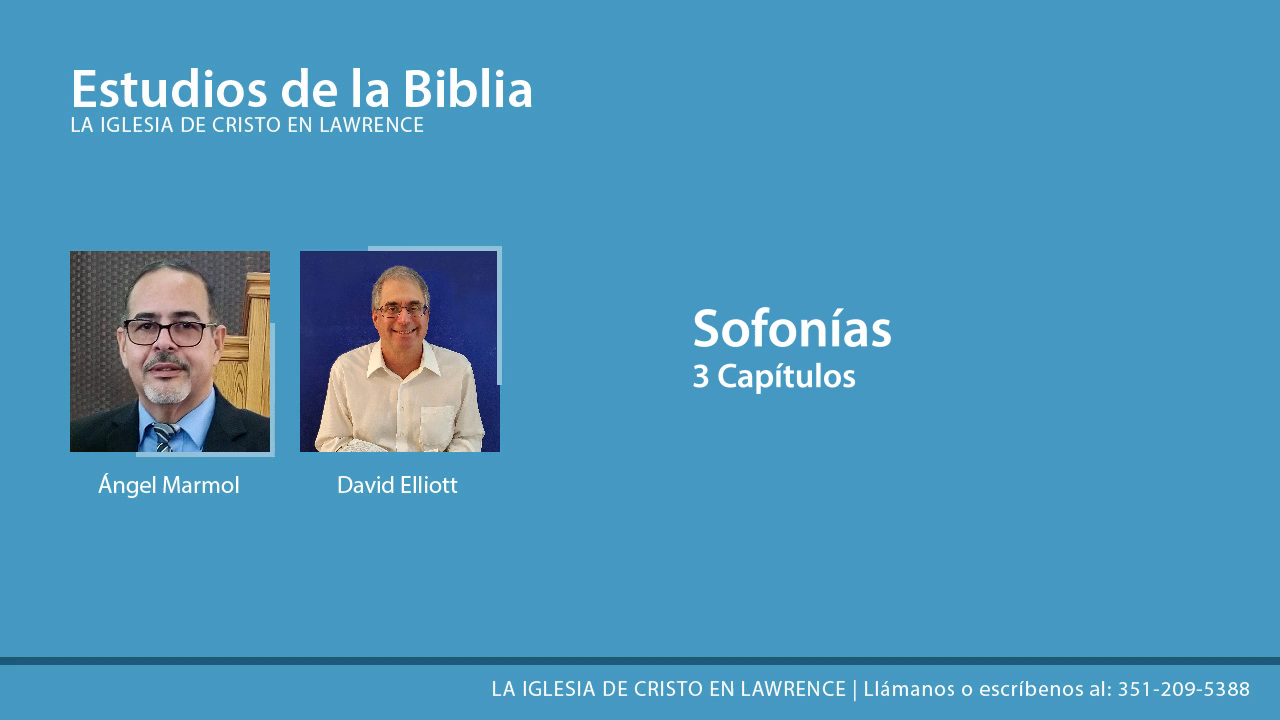 Estudios de la Biblia
LA IGLESIA DE CRISTO EN LAWRENCE
Sofonías
3 Capítulos
Ángel Marmol
David Elliott
LA IGLESIA DE CRISTO EN LAWRENCE | Llámanos o escríbenos al: 351-209-5388